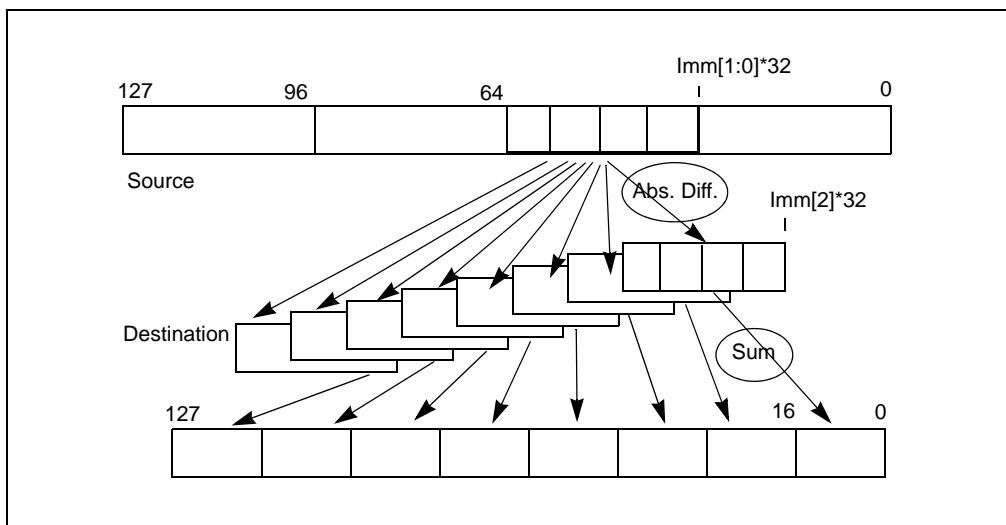 Imm[1:0]*32
127 96 64 0
Source
Abs. Diff.
Imm[2]*32
Destination
Sum
127 16 0